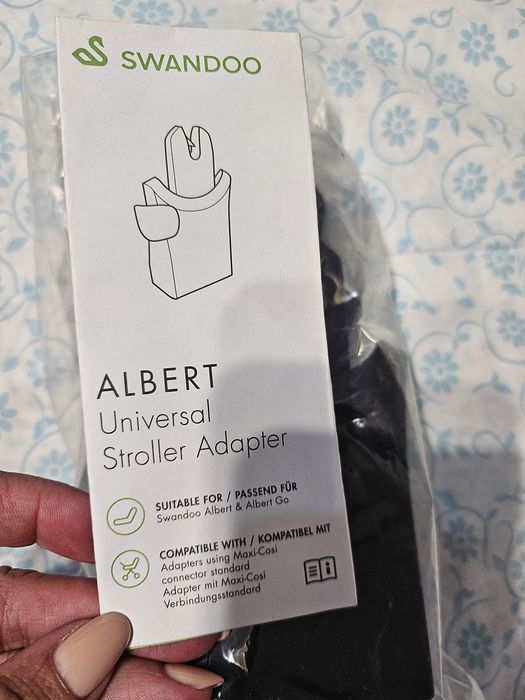 SWANDOO
ALBERT
Universal
Stroller Adapter
SUITABLE FOR / PASSEND FÜR
Swandoo Albert & Albert Go
COMPATIBLE WITH / KOMPATIBEL MIT
Adapters using Maxi-Cosi
connector standard
Adapter mit Maxi-Cosi
Verbindungsstandard